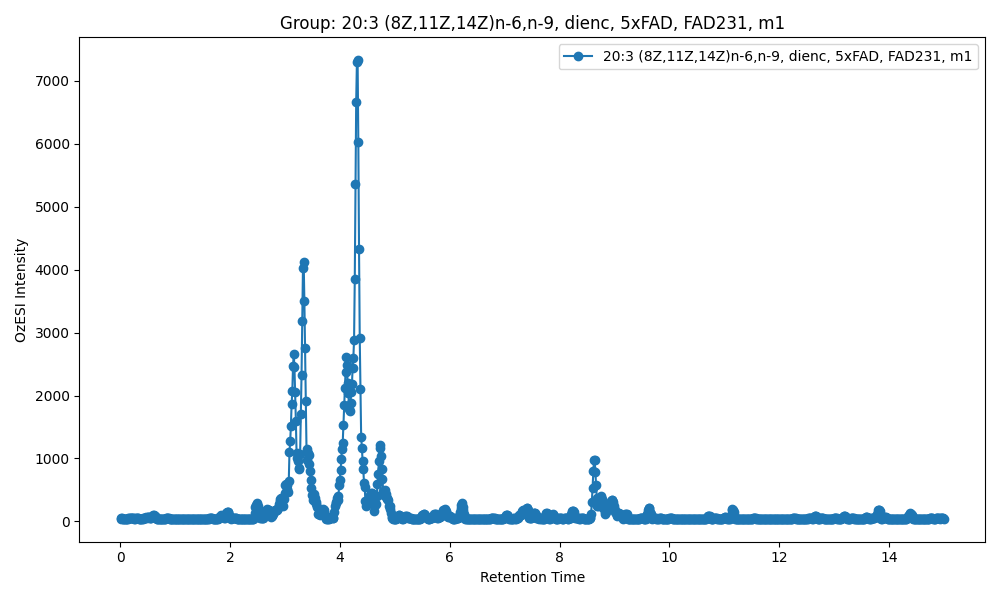 Group: 20:3 (8Z,11Z,14Z)n-6,n-9, dienc, 5xFAD, FAD231, m1
20:3 (8Z,11Z,14Z)n-6,n-9, dienc, 5xFAD, FAD231, m1
7000
6000
5000
4000
3000
2000
1000
0
OzESI Intensity
0 2 4 6 8 10 12 14
Retention Time